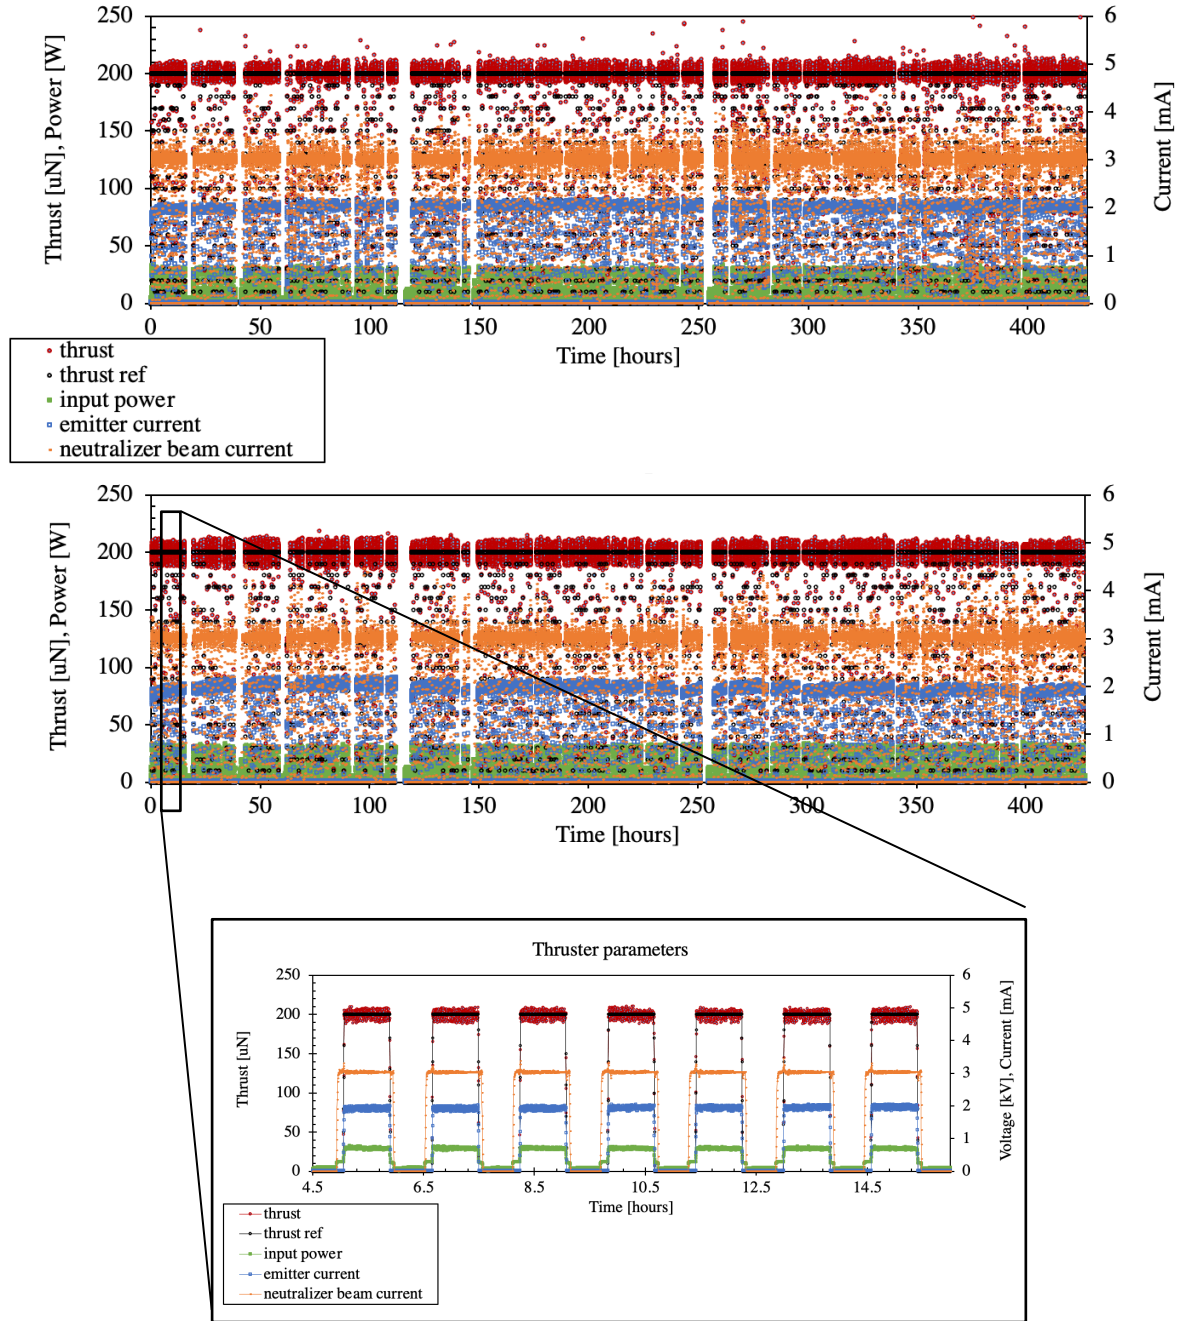 250
200
150
100
50
0
Thrust [uN], Power [W]
6
5
4
3
2
1
0
Current [mA]
0 50 100 150 200 250 300 350 400
Time [hours]
thrust
thrust ref
input power
emitter current
neutralizer beam current
250
200
150
100
50
0
Thrust [uN], Power [W]
6
5
4
3
2
1
0
Current [mA]
0 50 100 150 200 250 300 350 400
Time [hours]
Thruster parameters
250
200
150
100
50
0
Thrust [uN]
6
5
4
3
2
1
0
Voltage [kV], Current [mA]
4.5 6.5 8.5 10.5 12.5 14.5
Time [hours]
thrust
thrust ref
input power
emitter current
neutralizer beam current